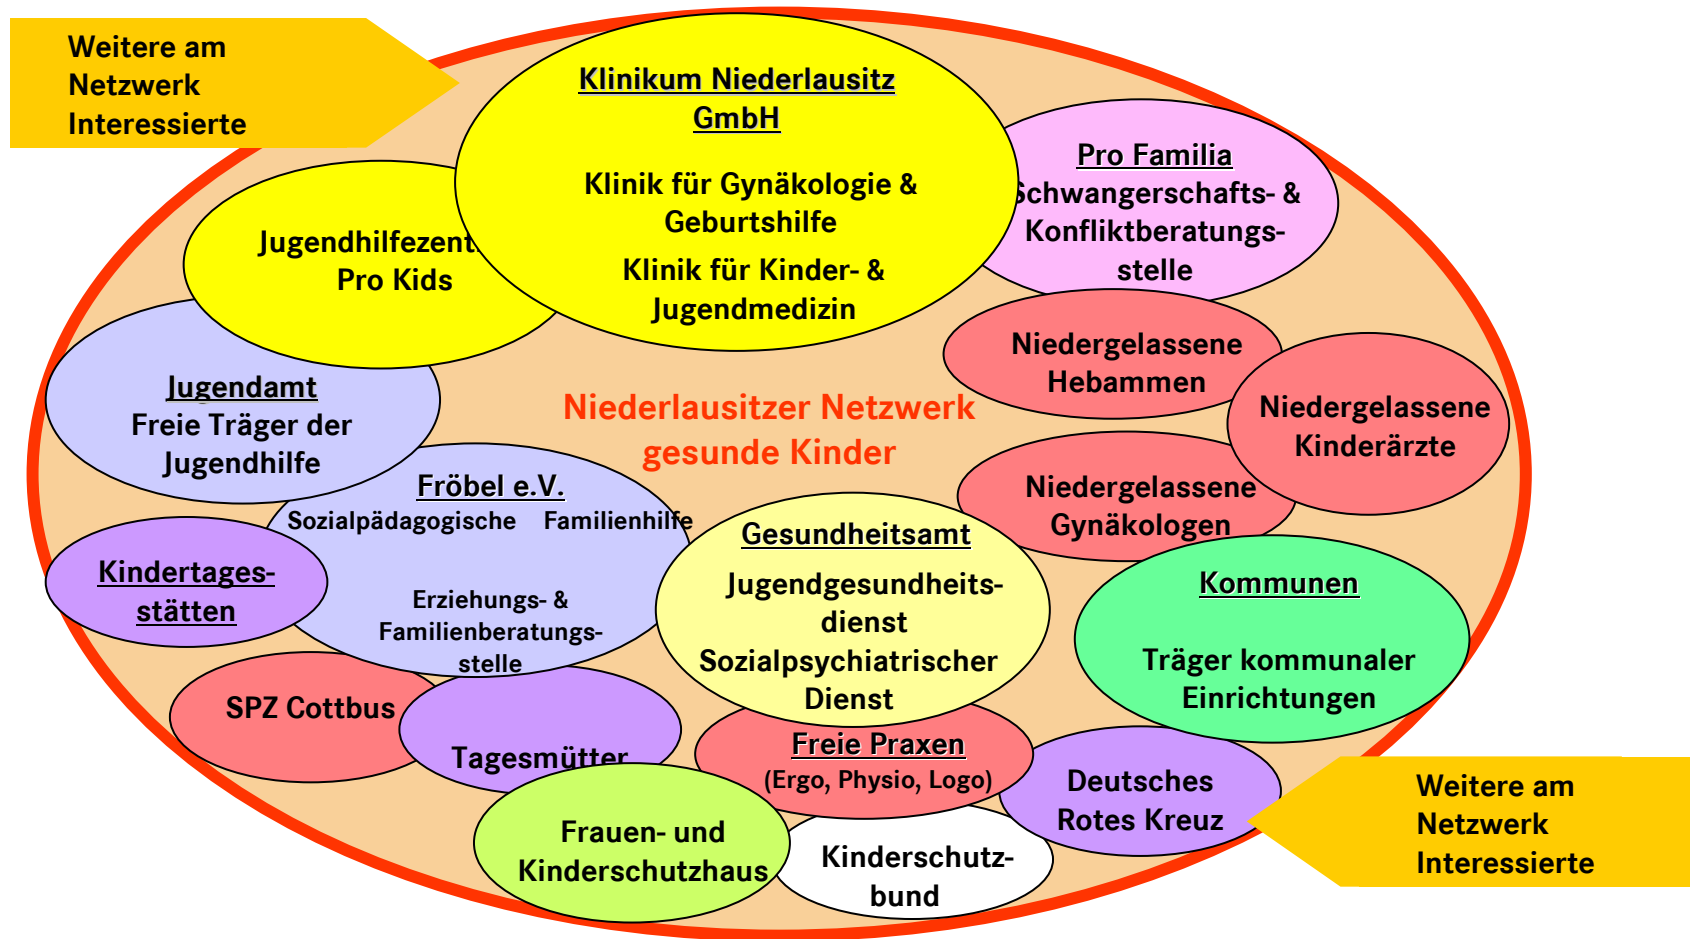 Weitere am
Netzwerk
Interessierte
Klinikum Niederlausitz
GmbH
Klinik für Gynäkologie &
Geburtshilfe
Klinik für Kinder- &
Jugendmedizin
Pro Familia
Schwangerschafts- &
Konfliktberatungs-
stelle
Jugendhilfezent
Pro Kids
Niedergelassene
Hebammen
Niedergelassene
Kinderärzte
Jugendamt
Freie Träger der
Jugendhilfe
Niederlausitzer Netzwerk
gesunde Kinder
Niedergelassene
Gynäkologen
Fröbel e.V.
Sozialpädagogische Familienhilfe
Erziehungs- &
Familienberatungs-
stelle
Gesundheitsamt
Jugendgesundheits-
dienst
Sozialpsychiatrischer
Dienst
Kindertages-
stätten
Kommunen
Träger kommunaler
Einrichtungen
SPZ Cottbus
Tagesmütter
Freie Praxen
(Ergo, Physio, Logo)
Deutsches
Rotes Kreuz
Frauen- und
Kinderschutzhaus
Kinderschutz-
bund
Weitere am
Netzwerk
Interessierte